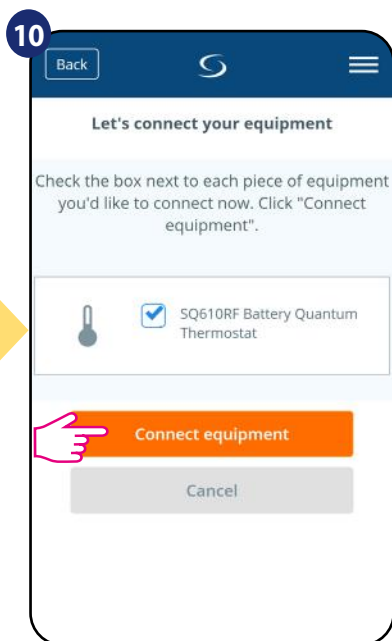 10
Back
Let's connect your equipment
Check the box next to each piece of equipment
you'd like to connect now. Click "Connect
equipment".
SQ610RF Battery Quantum
Thermostat
Connect equipment
Cancel